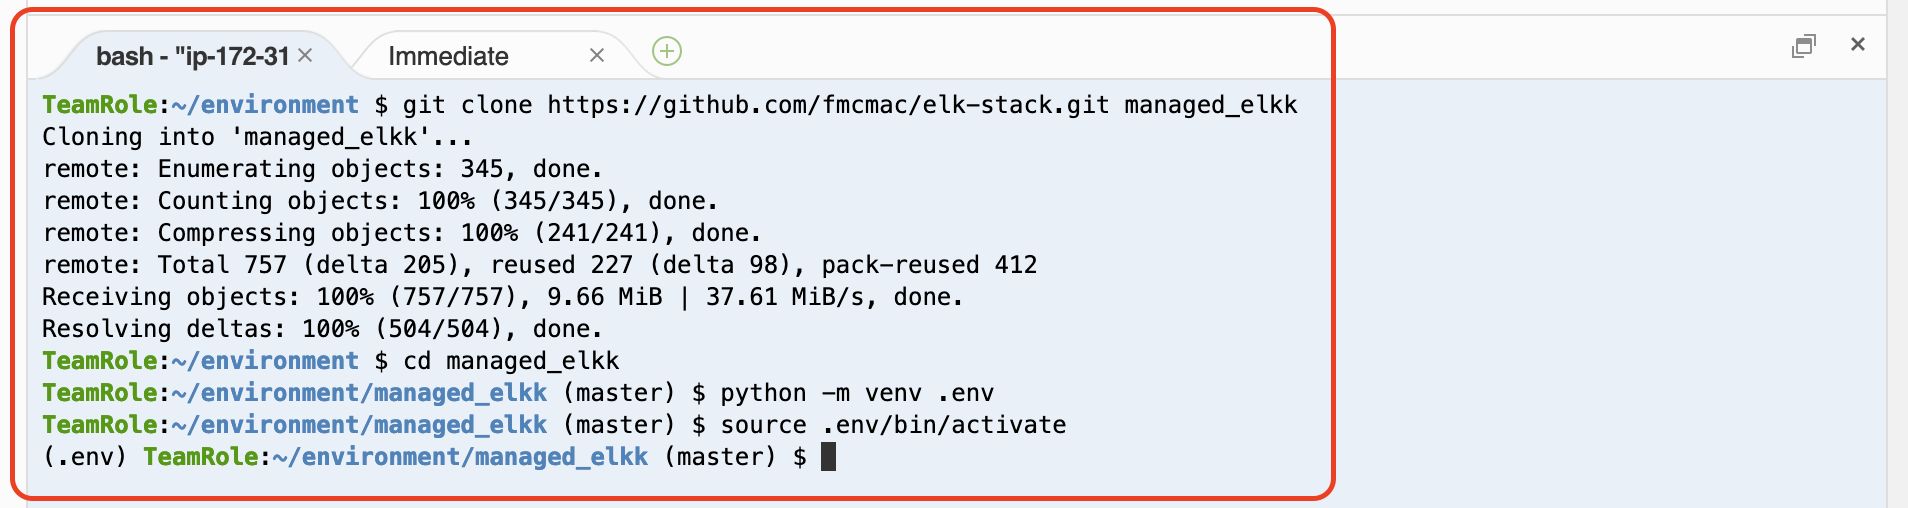 bash - "ip-172-31 × Immediate ×
TeamRole:~/environment $ git clone https://github.com/fmcmac/elk-stack.git managed_elkk
Cloning into 'managed_elkk'...
remote: Enumerating objects: 345, done.
remote: Counting objects: 100% (345/345), done.
remote: Compressing objects: 100% (241/241), done.
remote: Total 757 (delta 205), reused 227 (delta 98), pack-reused 412
Receiving objects: 100% (757/757), 9.66 MiB | 37.61 MiB/s, done.
Resolving deltas: 100% (504/504), done.
TeamRole:~/environment $ cd managed_elkk
TeamRole:~/environment/managed_elkk (master) $ python -m venv .env
TeamRole:~/environment/managed_elkk (master) $ source .env/bin/activate
(.env) TeamRole:~/environment/managed_elkk (master) $